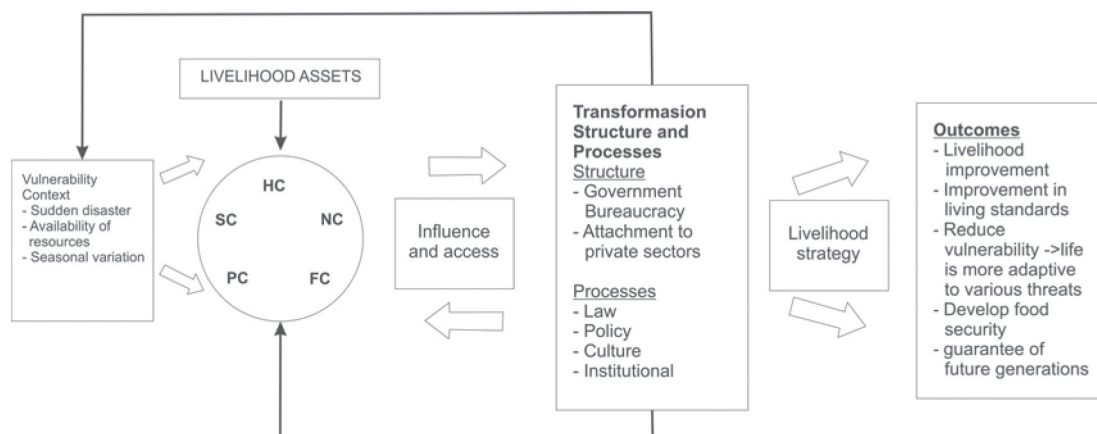 LIVELIHOOD ASSETS
Vulnerability
Context
- Sudden disaster
- Availability of
resources
- Seasonal variation
HC
SC
NC
PC
FC
Influence
and access
Transformasion
Structure and
Processes
Structure
- Government
Bureaucracy
- Attachment to
private sectors
Processes
- Law
- Policy
- Culture
- Institutional
Livelihood
strategy
Outcomes
- Livelihood
improvement
- Improvement in
living standards
- Reduce
vulnerability ->life
is more adaptive
to various threats
- Develop food
security
- guarantee of
future generations